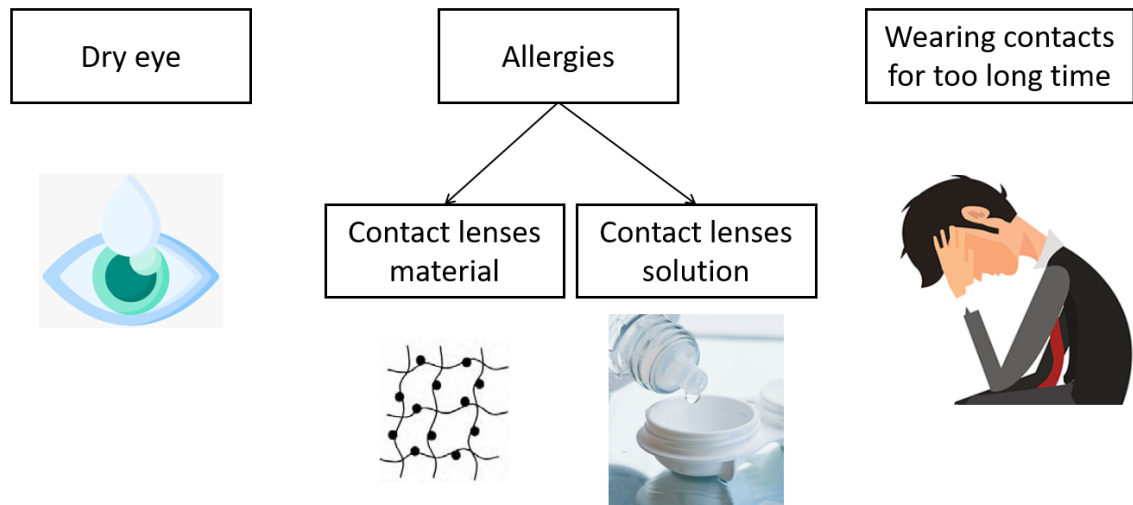 Dry eye
Allergies
Wearing contacts
for too long time
Contact lenses
material
Contact lenses
solution